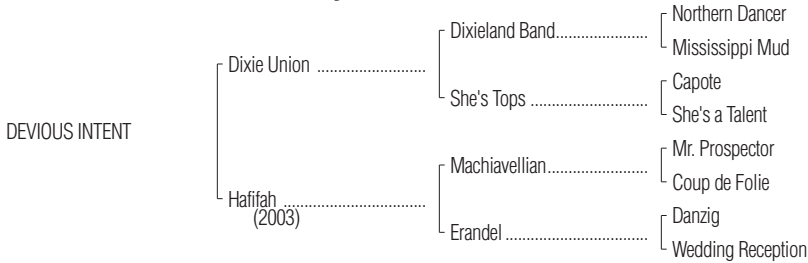 Northern Dancer
Dixieland Band......................
Mississippi Mud
Dixie Union ..........................
Capote
She's Tops ............................
She's a Talent
DEVIOUS INTENT
Mr. Prospector
Machiavellian........................
Coup de Folie
Hafifah ..................................
(2003)
Danzig
Erandel ..................................
Wedding Reception